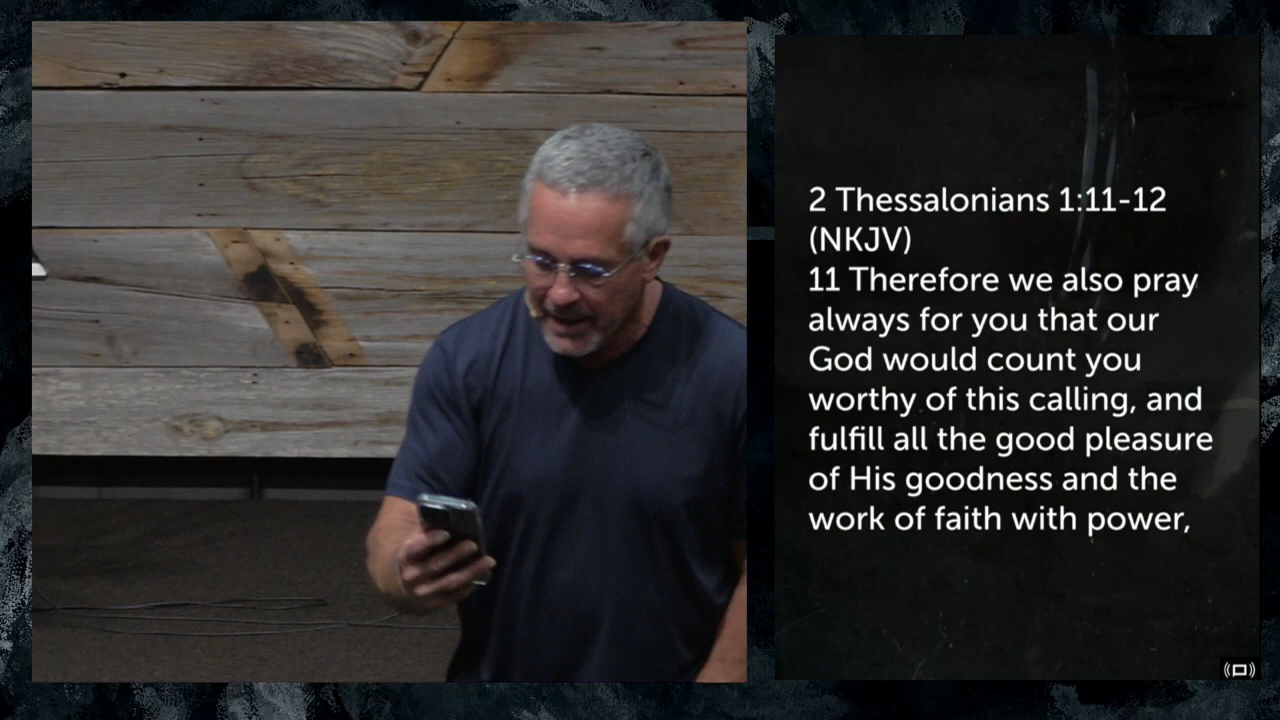 2 Thessalonians 1:11-12
(NKJV)
11 Therefore we also pray
always for you that our
God would count you
worthy of this calling, and
fulfill all the good pleasure
of His goodness and the
work of faith with power,